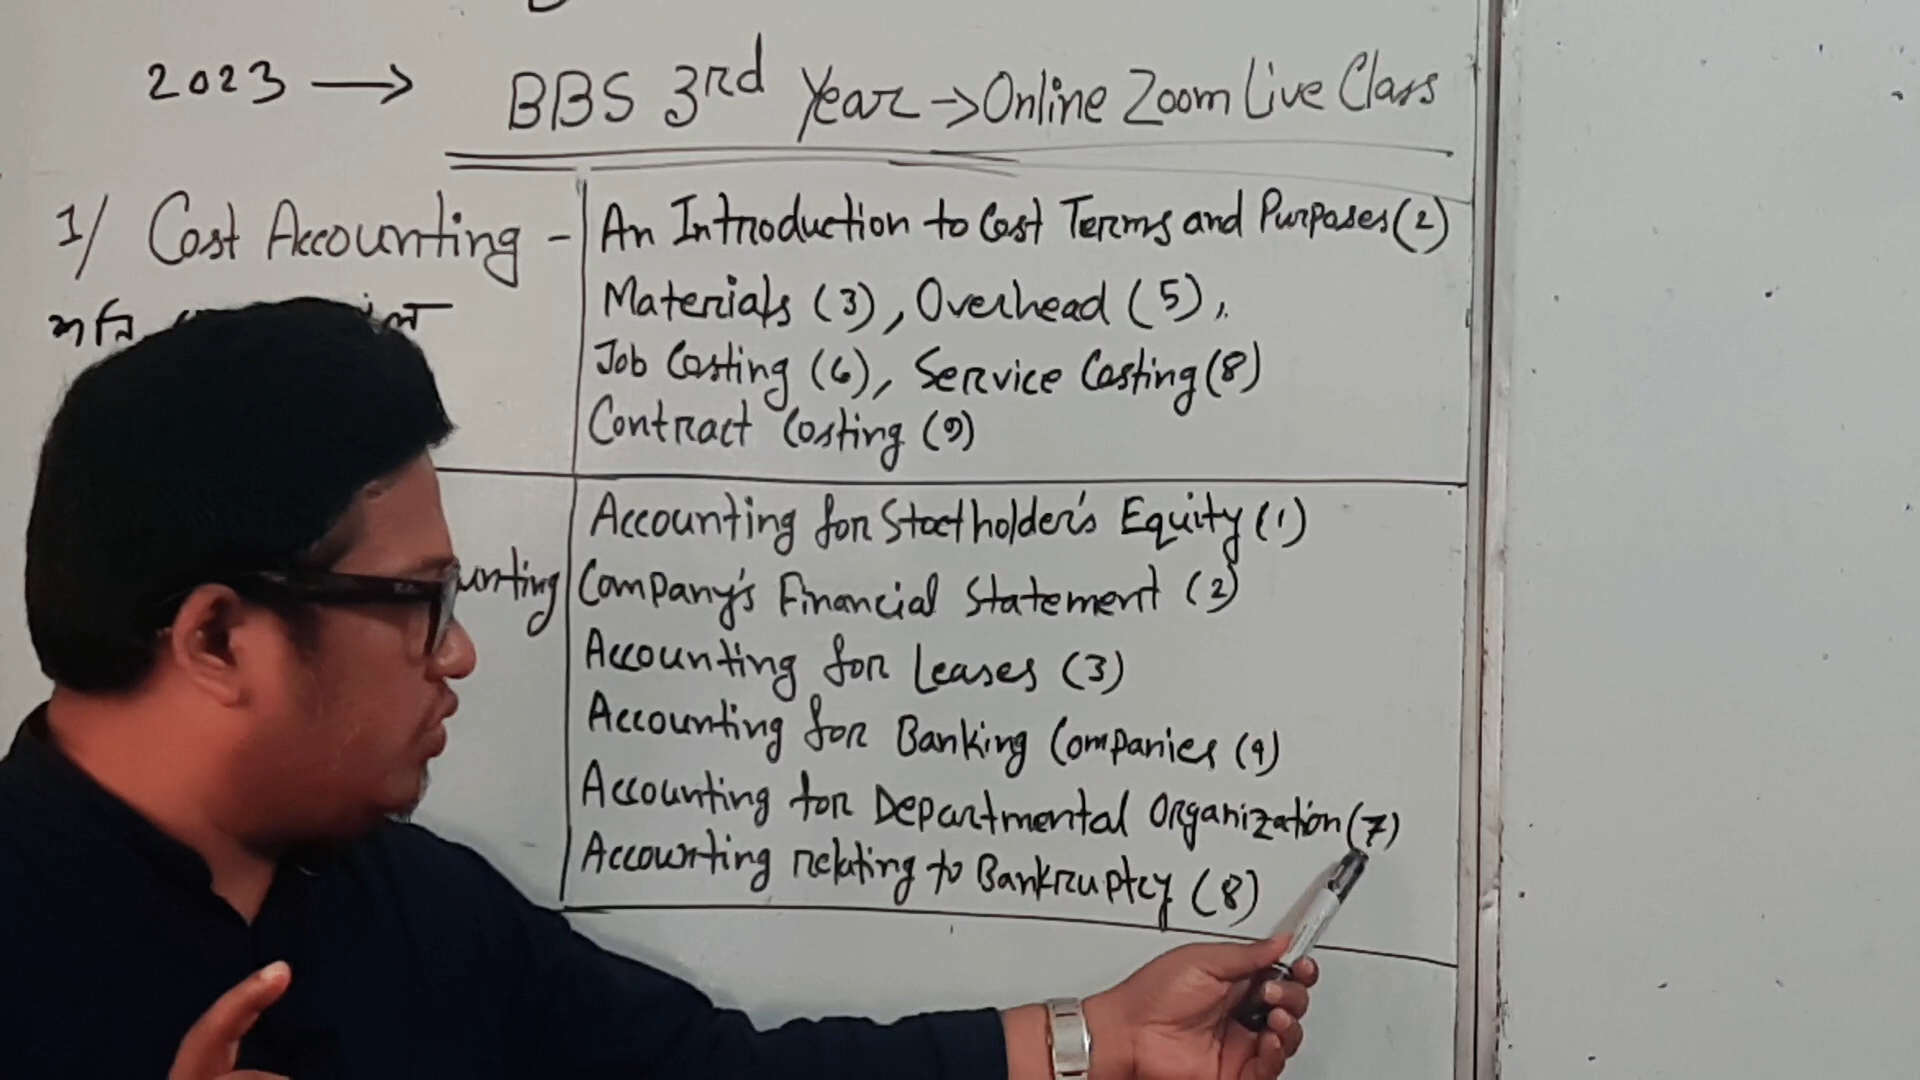 2023 → BBS 3rd Year → Online Zoom Live Class
1/ Cost Accounting -
An Introduction to Cost Terms and Purposes (2)
Materials (3), Overhead (5),
Job Costing (6), Service Costing (8)
Contract Costing (9)
Accounting for Stockholder's Equity (1)
unting
Company's Financial Statement (2)
Accounting for Leases (3)
Accounting for Banking Companies (4)
Accounting for Departmental Organization (7)
Accounting relating to Bankruptcy (8)